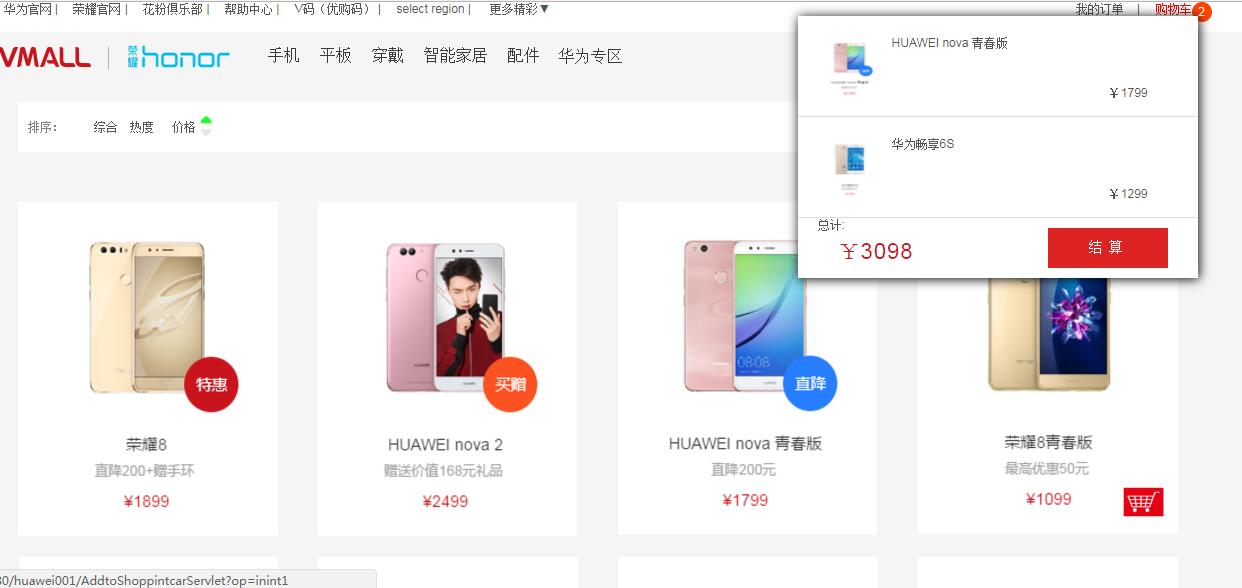 华为官网 | 荣耀官网 | 花粉俱乐部 | 帮助中心 | V码（优购码） | select region | 更多精彩▼ 我的订单 | 购物车 2
VMALL | 荣耀 honor 手机 平板 穿戴 智能家居 配件 华为专区
排序： 综合 热度 价格
HUAWEI nova 青春版
￥1799
华为畅享6S
￥1299
总计:
￥3098 结 算
特惠 买赠 08:08 直降
荣耀8 HUAWEI nova 2 HUAWEI nova 青春版 荣耀8青春版
直降200+赠手环 赠送价值168元礼品 直降200元 最高优惠50元
¥1899 ¥2499 ¥1799 ¥1099
80/huawei001/AddtoShoppintcarServlet?op=inint1